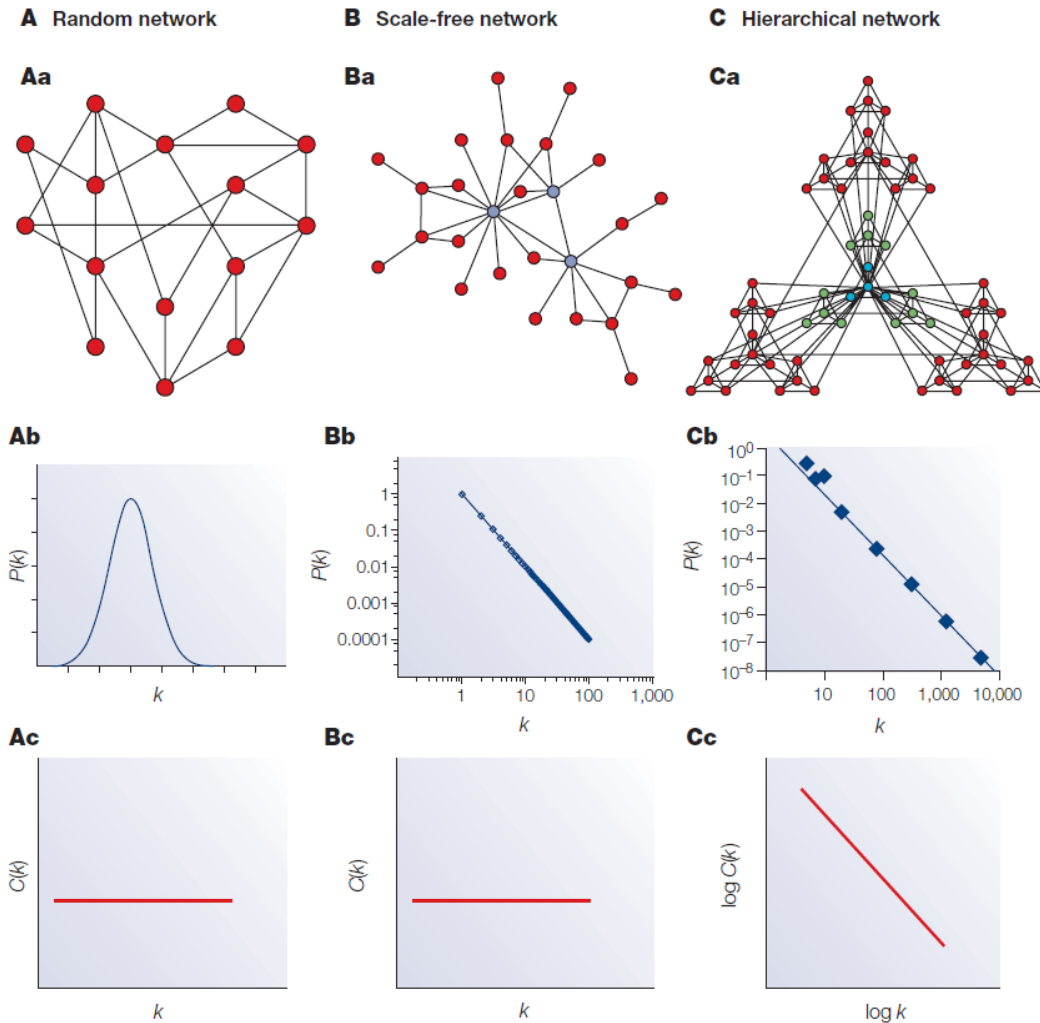 A Random network
B Scale-free network
C Hierarchical network
Aa
Ba
Ca
Ab
P(k)
k
Bb
1
0.1
0.01
0.001
0.0001
P(k)
1 10 100 1,000
k
Cb
10⁰
10⁻¹
10⁻²
10⁻³
10⁻⁴
10⁻⁵
10⁻⁶
10⁻⁷
10⁻⁸
P(k)
10 100 1,000 10,000
k
Ac
C(k)
k
Bc
C(k)
k
Cc
log C(k)
log k